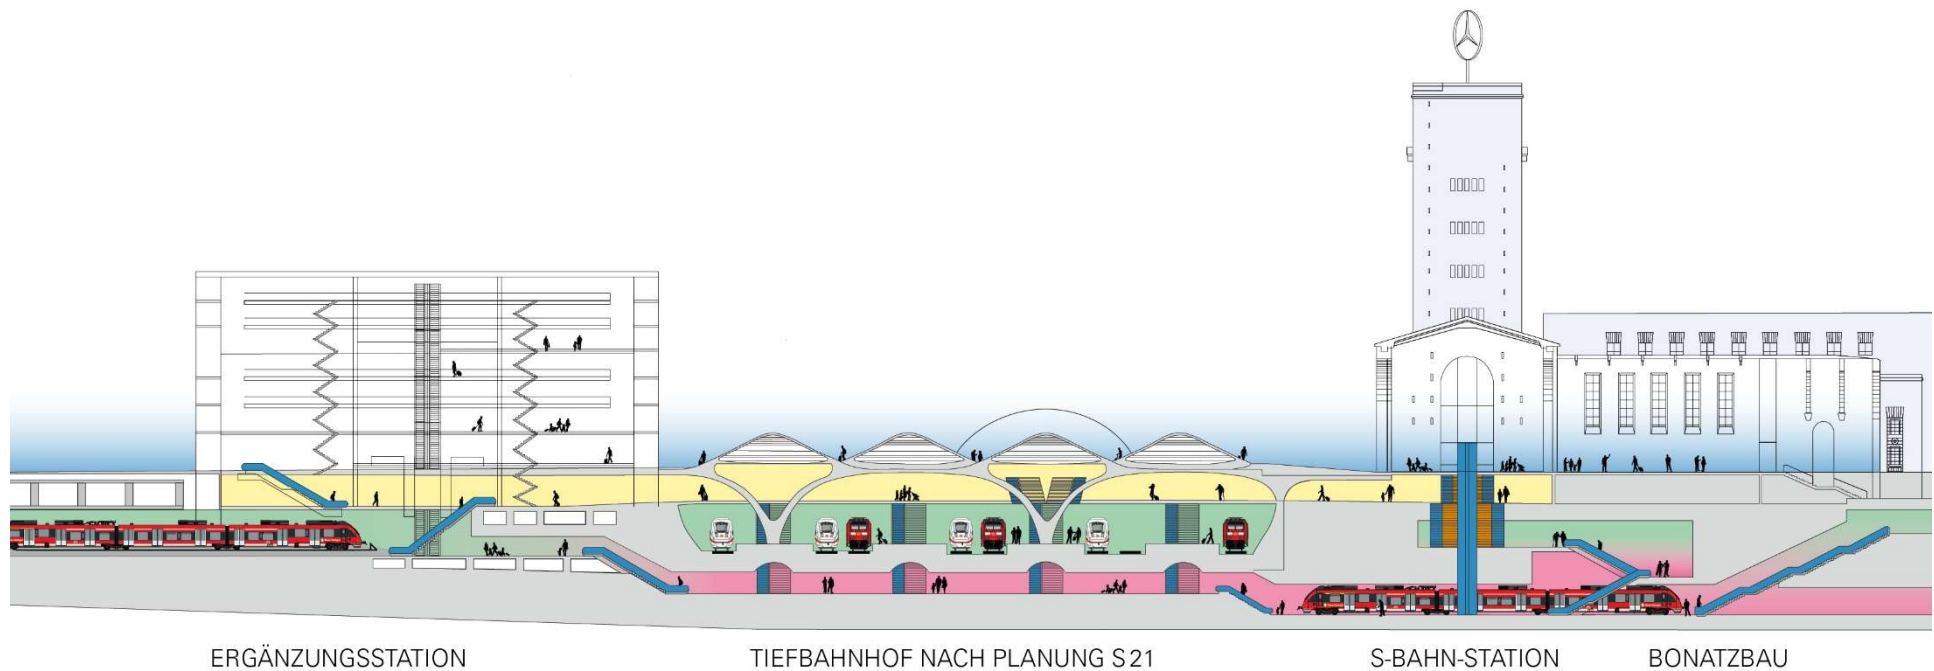 ERGÄNZUNGSSTATION
TIEFBAHNHOF NACH PLANUNG S 21
S-BAHN-STATION
BONATZBAU